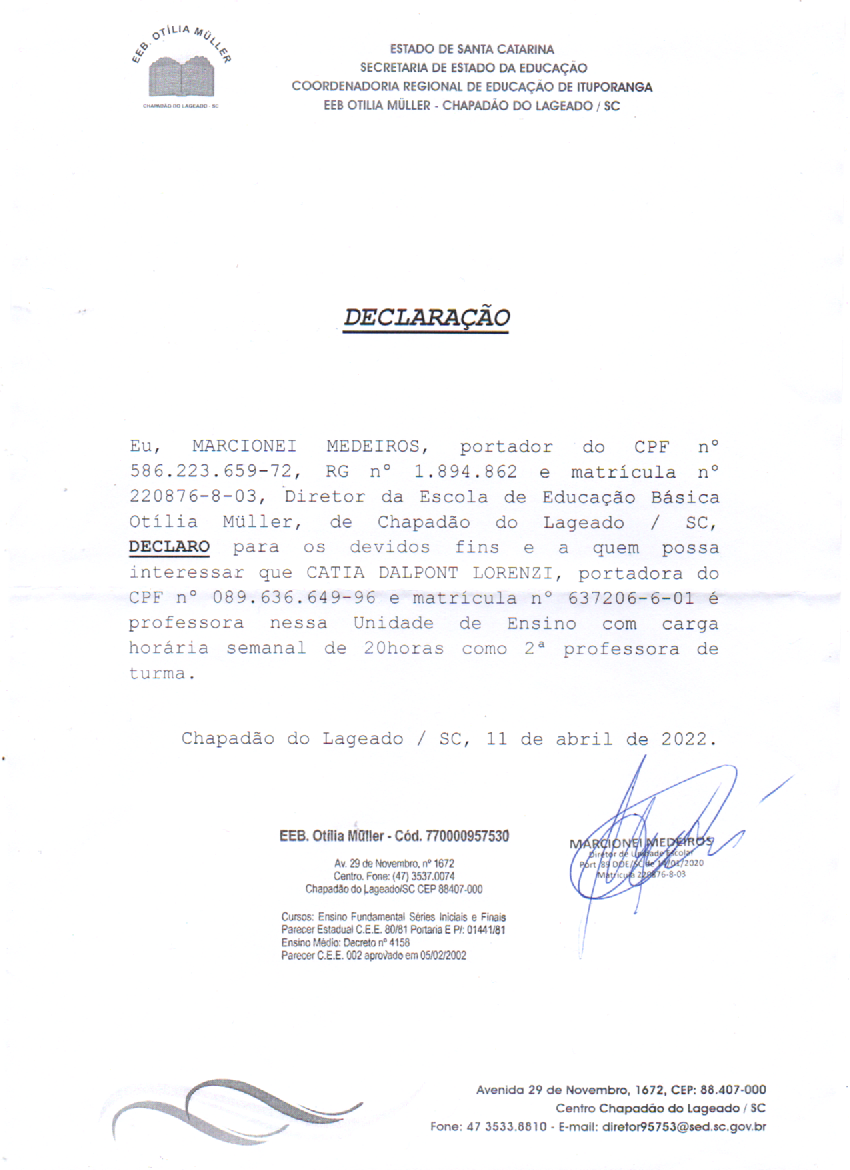 EEB. OTÍLIA MÜLLER
CHAPADÃO DO LAGEADO - SC
ESTADO DE SANTA CATARINA
SECRETARIA DE ESTADO DA EDUCAÇÃO
COORDENADORIA REGIONAL DE EDUCAÇÃO DE ITUPORANGA
EEB OTILIA MÜLLER - CHAPADÃO DO LAGEADO / SC
DECLARAÇÃO
Eu, MARCIONEI MEDEIROS, portador do CPF nº
586.223.659-72, RG nº 1.894.862 e matrícula nº
220876-8-03, Diretor da Escola de Educação Básica
Otília Müller, de Chapadão do Lageado / SC,
DECLARO para os devidos fins e a quem possa
interessar que CATIA DALPONT LORENZI, portadora do
CPF nº 089.636.649-96 e matrícula nº 637206-6-01 é
professora nessa Unidade de Ensino com carga
horária semanal de 20horas como 2ª professora de
turma.
Chapadão do Lageado / SC, 11 de abril de 2022.
EEB. Otília Müller - Cód. 770000957530
Av. 29 de Novembro, nº 1672
Centro. Fone: (47) 3537.0074
Chapadão do Lageado/SC CEP 88407-000
Cursos: Ensino Fundamental Séries Iniciais e Finais
Parecer Estadual C.E.E. 80/81 Portaria E P/: 01441/81
Ensino Médio: Decreto nº 4158
Parecer C.E.E. 002 aprovado em 05/02/2002
MARCIONEI MEDEIROS
Diretor de Unidade Escolar
Port. 89 DOE/SC de
Matrícula 220876-8-03
Avenida 29 de Novembro, 1672, CEP: 88.407-000
Centro Chapadão do Lageado / SC
Fone: 47 3533.8810 - E-mail: diretor95753@sed.sc.gov.br